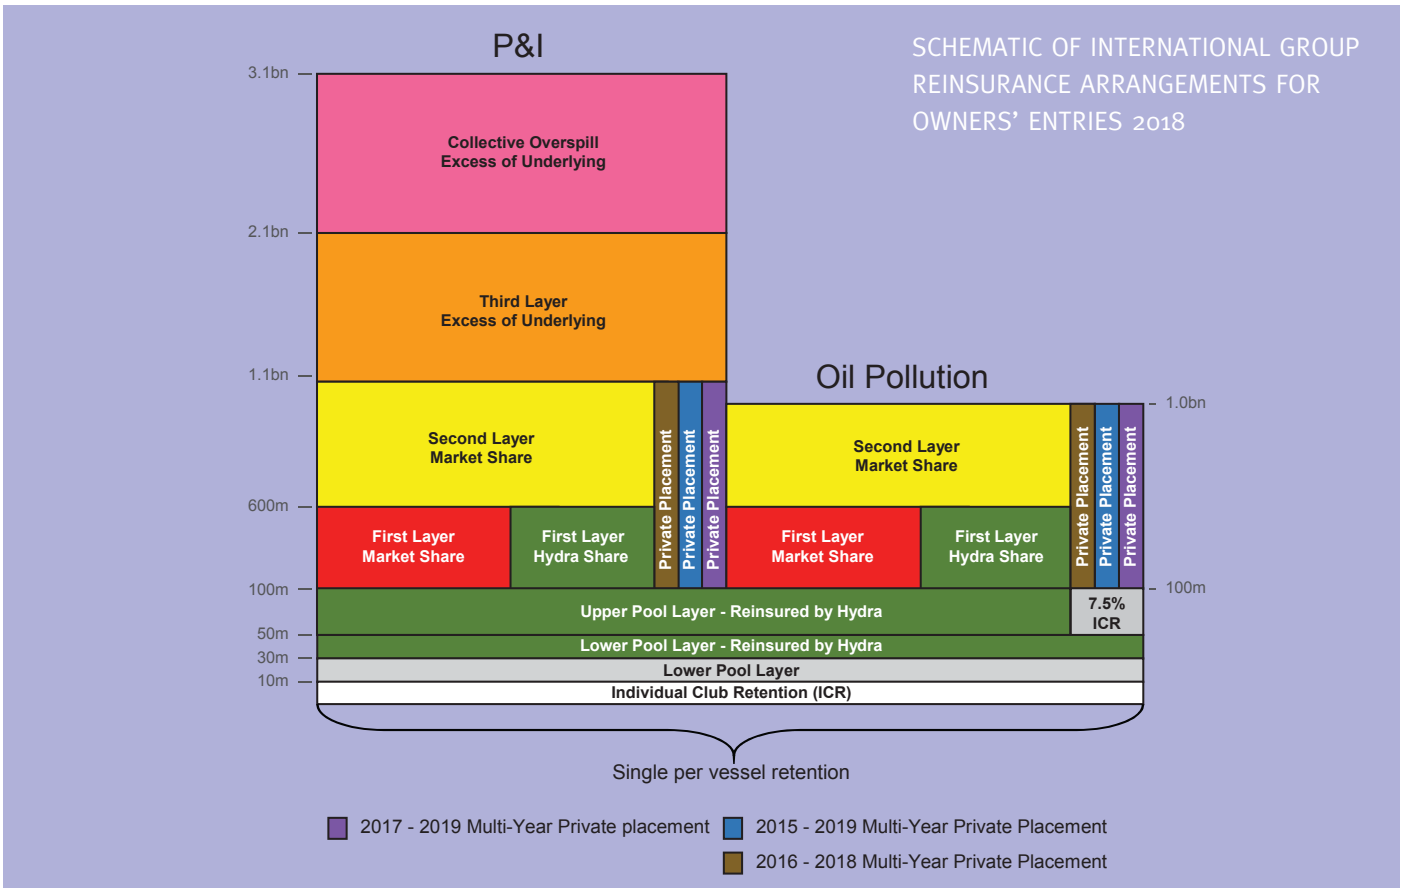 P&I
SCHEMATIC OF INTERNATIONAL GROUP
REINSURANCE ARRANGEMENTS FOR
OWNERS’ ENTRIES 2018
3.1bn
Collective Overspill
Excess of Underlying
2.1bn
Third Layer
Excess of Underlying
1.1bn
Oil Pollution
1.0bn
Second Layer
Market Share
Private Placement
Private Placement
Private Placement
Second Layer
Market Share
Private Placement
Private Placement
Private Placement
600m
First Layer
Market Share
First Layer
Hydra Share
First Layer
Market Share
First Layer
Hydra Share
100m
100m
Upper Pool Layer - Reinsured by Hydra
7.5%
ICR
50m
Lower Pool Layer - Reinsured by Hydra
30m
Lower Pool Layer
10m
Individual Club Retention (ICR)
Single per vessel retention
2017 - 2019 Multi-Year Private placement
2015 - 2019 Multi-Year Private Placement
2016 - 2018 Multi-Year Private Placement